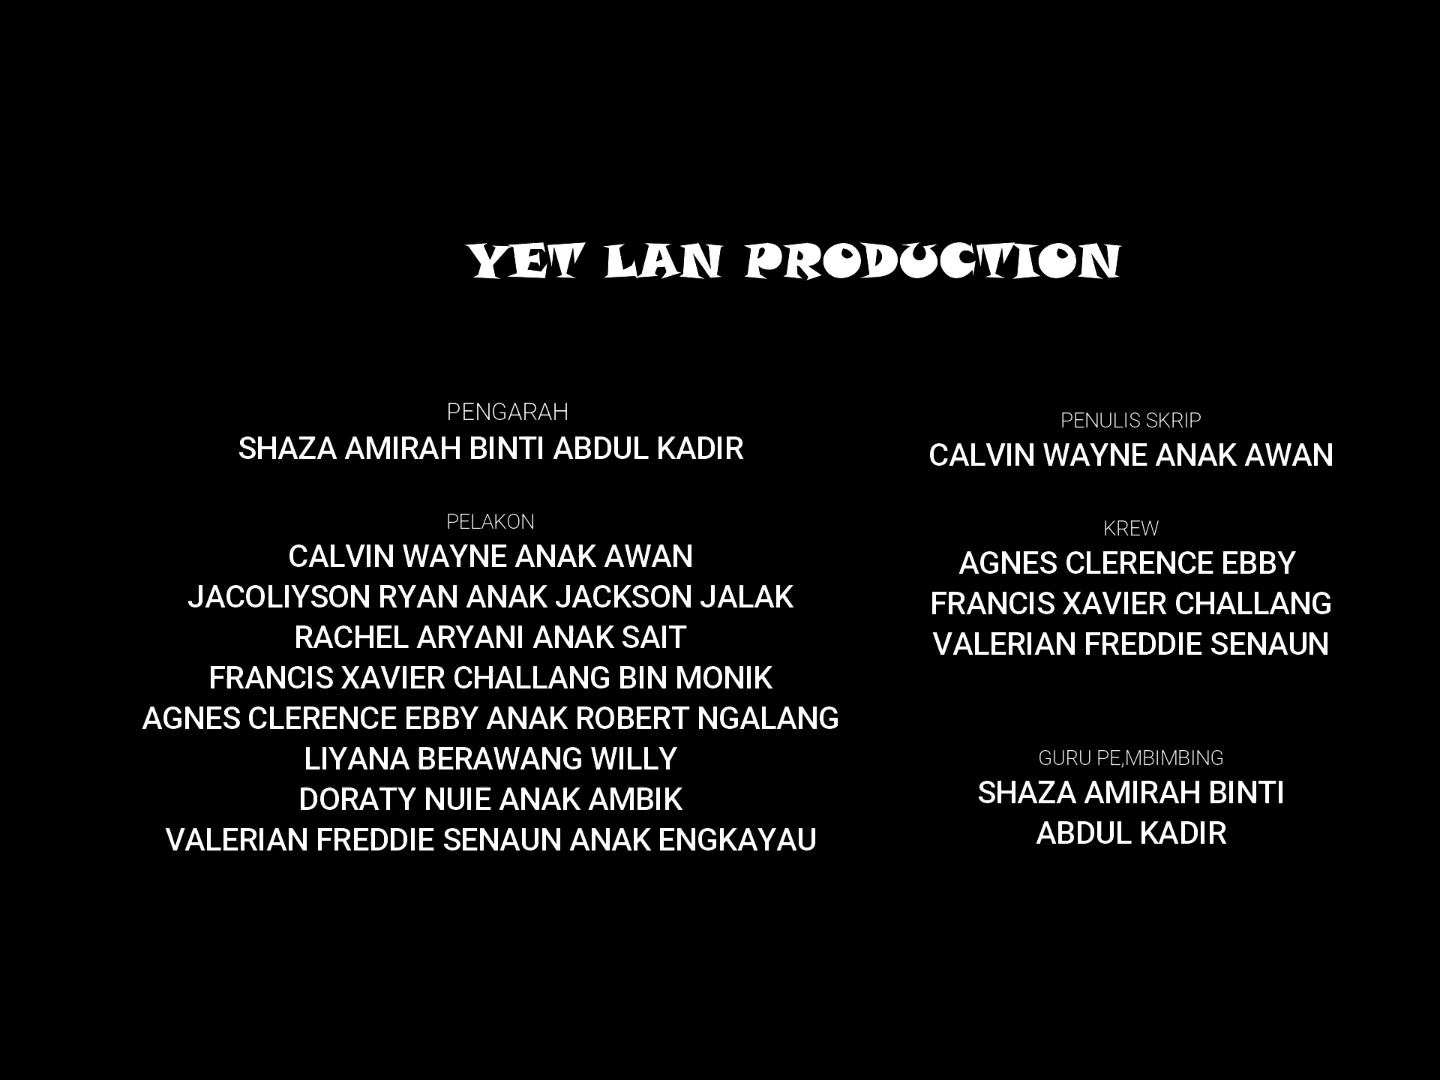 YET LAN PRODUCTION
PENGARAH
SHAZA AMIRAH BINTI ABDUL KADIR
PELAKON
CALVIN WAYNE ANAK AWAN
JACOLIYSON RYAN ANAK JACKSON JALAK
RACHEL ARYANI ANAK SAIT
FRANCIS XAVIER CHALLANG BIN MONIK
AGNES CLERENCE EBBY ANAK ROBERT NGALANG
LIYANA BERAWANG WILLY
DORATY NUIE ANAK AMBIK
VALERIAN FREDDIE SENAUN ANAK ENGKAYAU
PENULIS SKRIP
CALVIN WAYNE ANAK AWAN
KREW
AGNES CLERENCE EBBY
FRANCIS XAVIER CHALLANG
VALERIAN FREDDIE SENAUN
GURU PE,MBIMBING
SHAZA AMIRAH BINTI
ABDUL KADIR